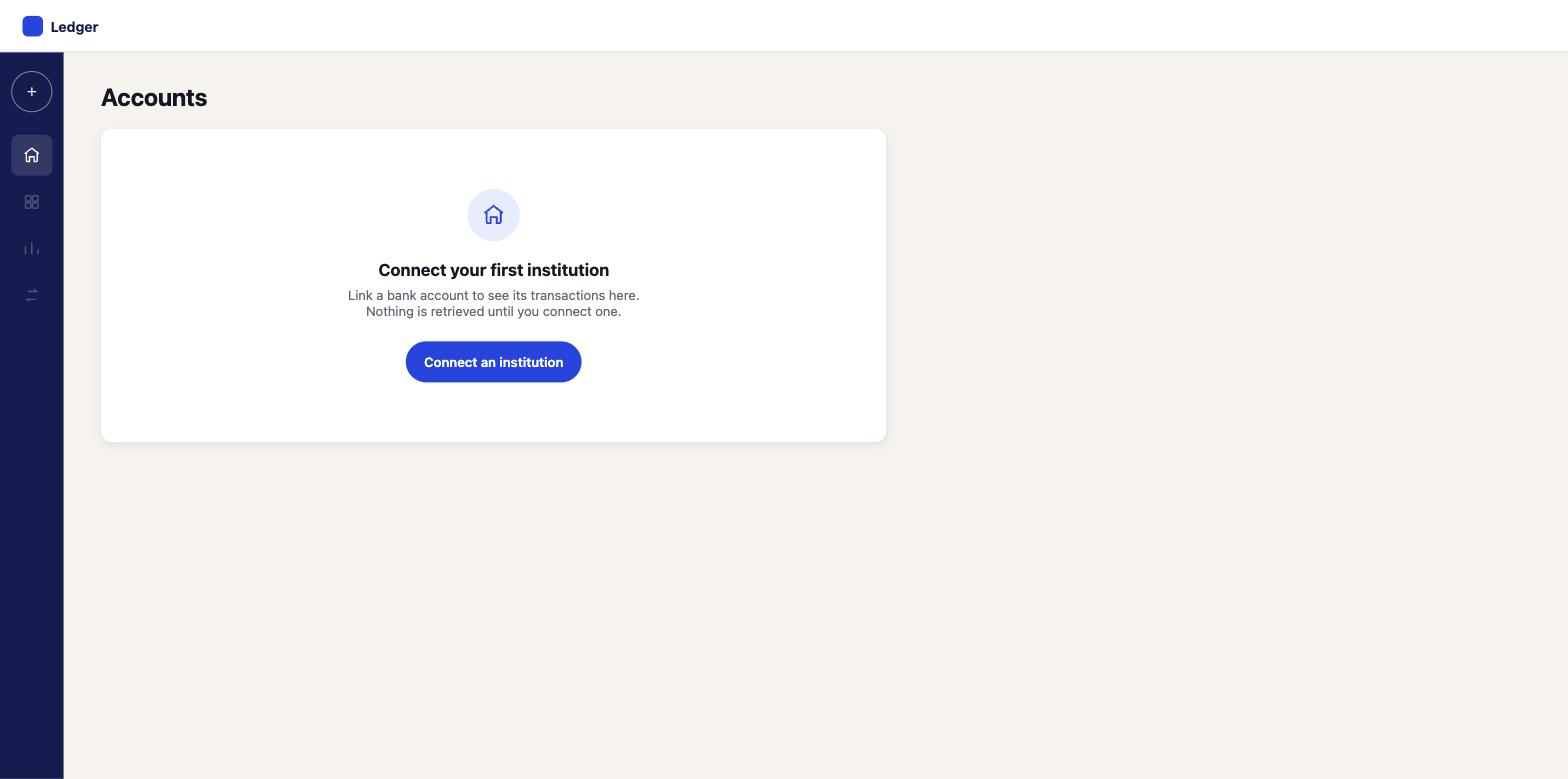 Ledger
+
Accounts
Connect your first institution
Link a bank account to see its transactions here.
Nothing is retrieved until you connect one.
Connect an institution